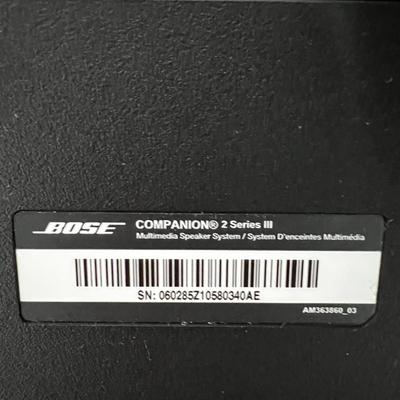 BOSE COMPANION® 2 Series III
Multimedia Speaker System / System D'enceintes Multimédia
SN: 060285Z10580340AE
AM363860_03